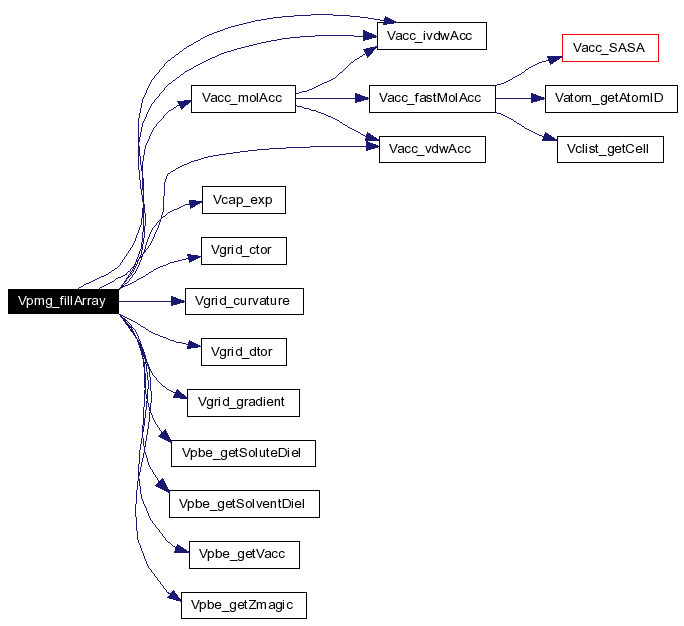 Vacc_ivdwAcc
Vacc_SASA
Vacc_molAcc
Vacc_fastMolAcc
Vatom_getAtomID
Vacc_vdwAcc
Vclist_getCell
Vcap_exp
Vgrid_ctor
Vpmg_fillArray
Vgrid_curvature
Vgrid_dtor
Vgrid_gradient
Vpbe_getSoluteDiel
Vpbe_getSolventDiel
Vpbe_getVacc
Vpbe_getZmagic